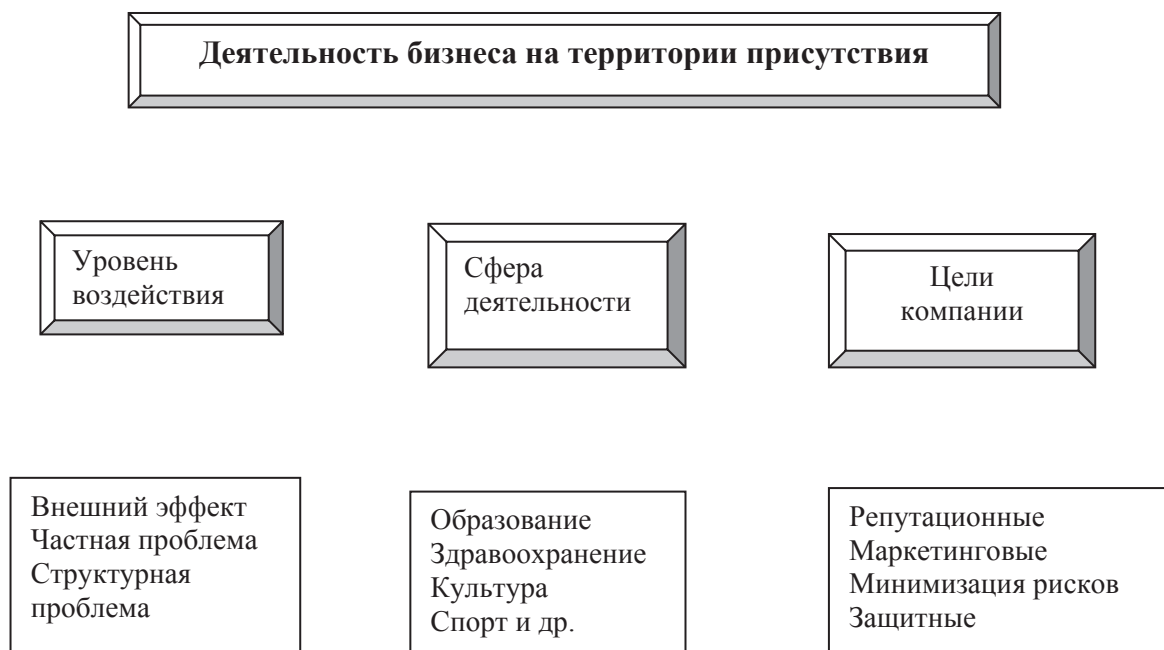 Деятельность бизнеса на территории присутствия
Уровень
воздействия
Сфера
деятельности
Цели
компании
Внешний эффект
Частная проблема
Структурная
проблема
Образование
Здравоохранение
Культура
Спорт и др.
Репутационные
Маркетинговые
Минимизация рисков
Защитные